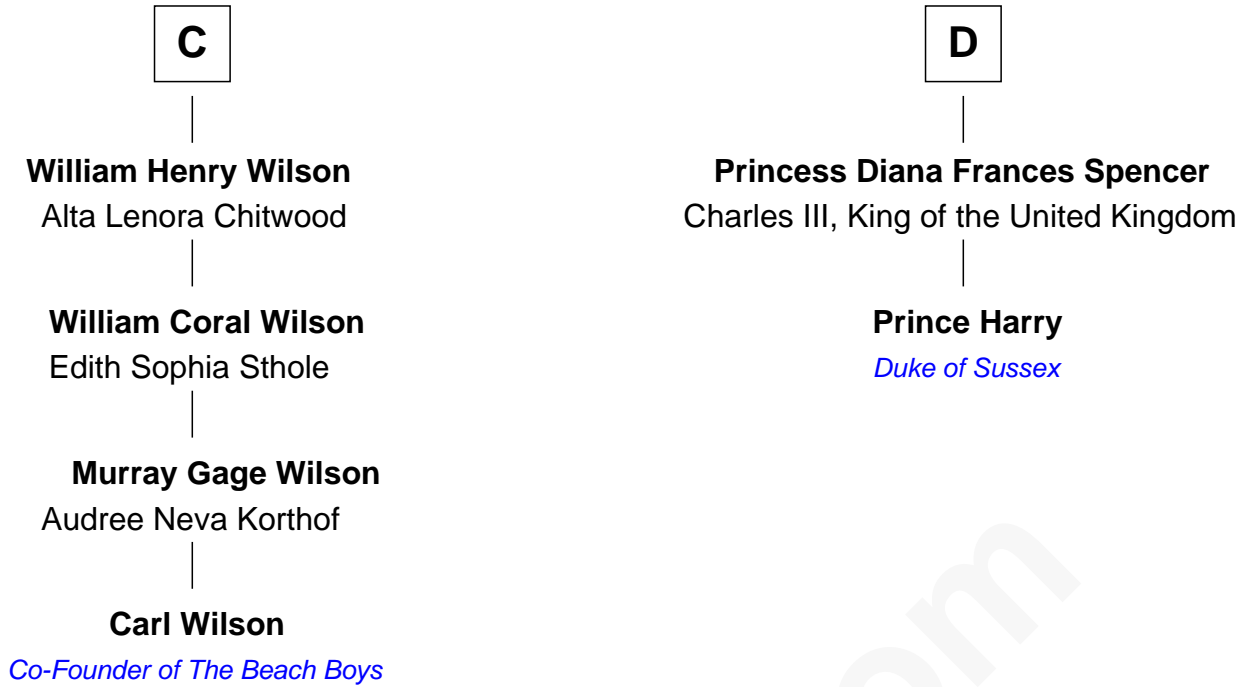 C
William Henry Wilson
Alta Lenora Chitwood
William Coral Wilson
Edith Sophia Sthole
Murray Gage Wilson
Audree Neva Korthof
Carl Wilson
Co-Founder of The Beach Boys
D
Princess Diana Frances Spencer
Charles III, King of the United Kingdom
Prince Harry
Duke of Sussex
om